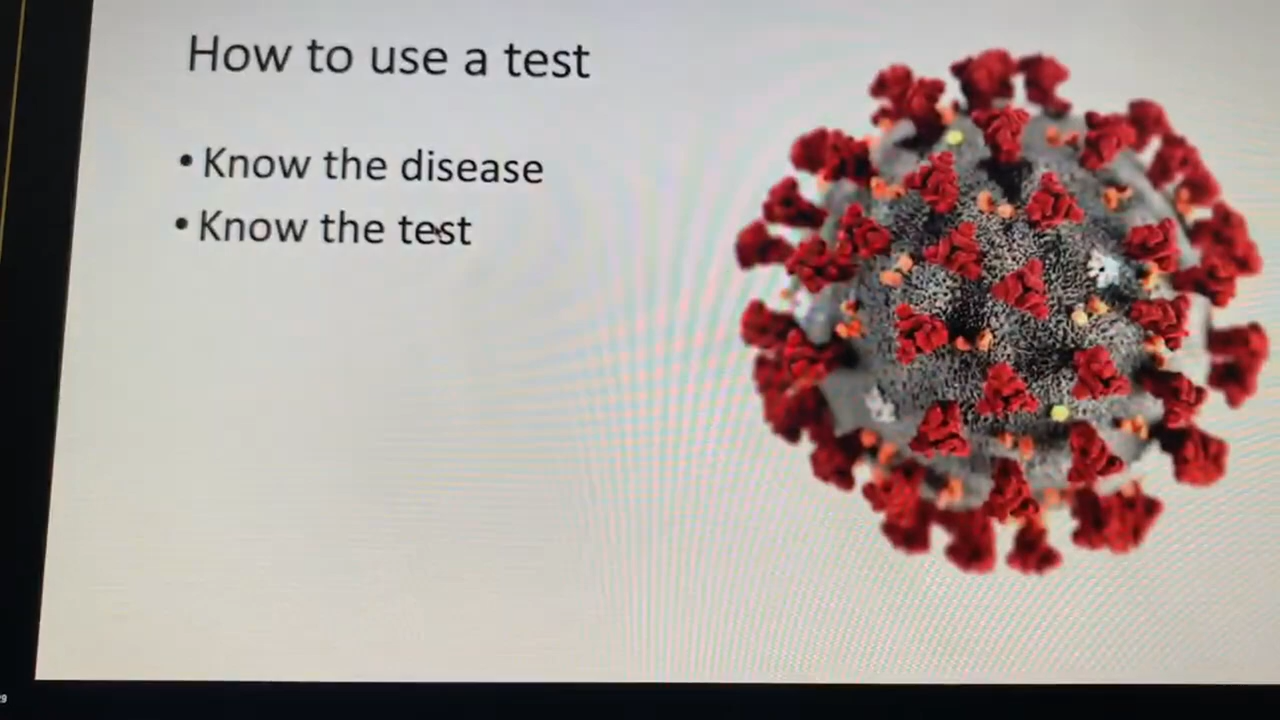 How to use a test
• Know the disease
• Know the test